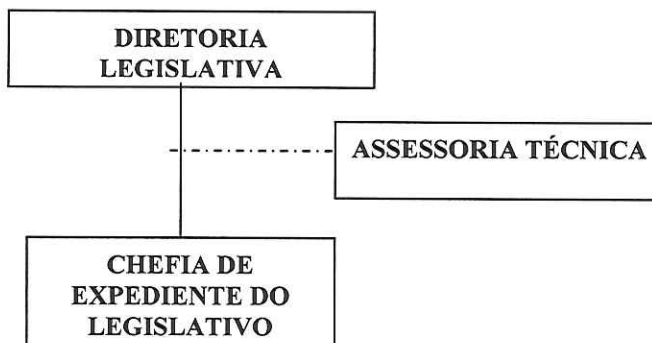 DIRETORIA
LEGISLATIVA
ASSESSORIA TÉCNICA
CHEFIA DE
EXPEDIENTE DO
LEGISLATIVO